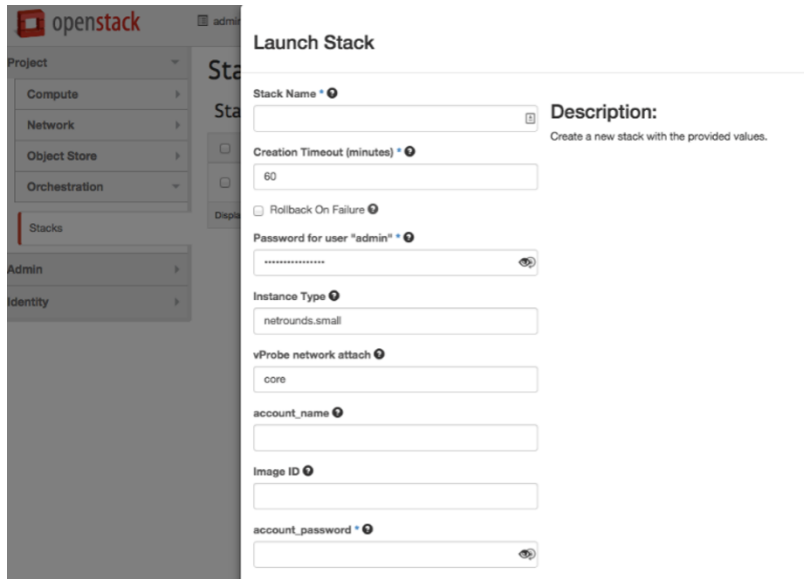 openstack
admin
Project
Compute
Network
Object Store
Orchestration
Stacks
Admin
Identity
Sta
Sta
Displa
Launch Stack
Stack Name * ?
Creation Timeout (minutes) * ?
60
Rollback On Failure ?
Password for user "admin" * ?
••••••••••••••••
Instance Type ?
netrounds.small
vProbe network attach ?
core
account_name ?
Image ID ?
account_password * ?
Description:
Create a new stack with the provided values.